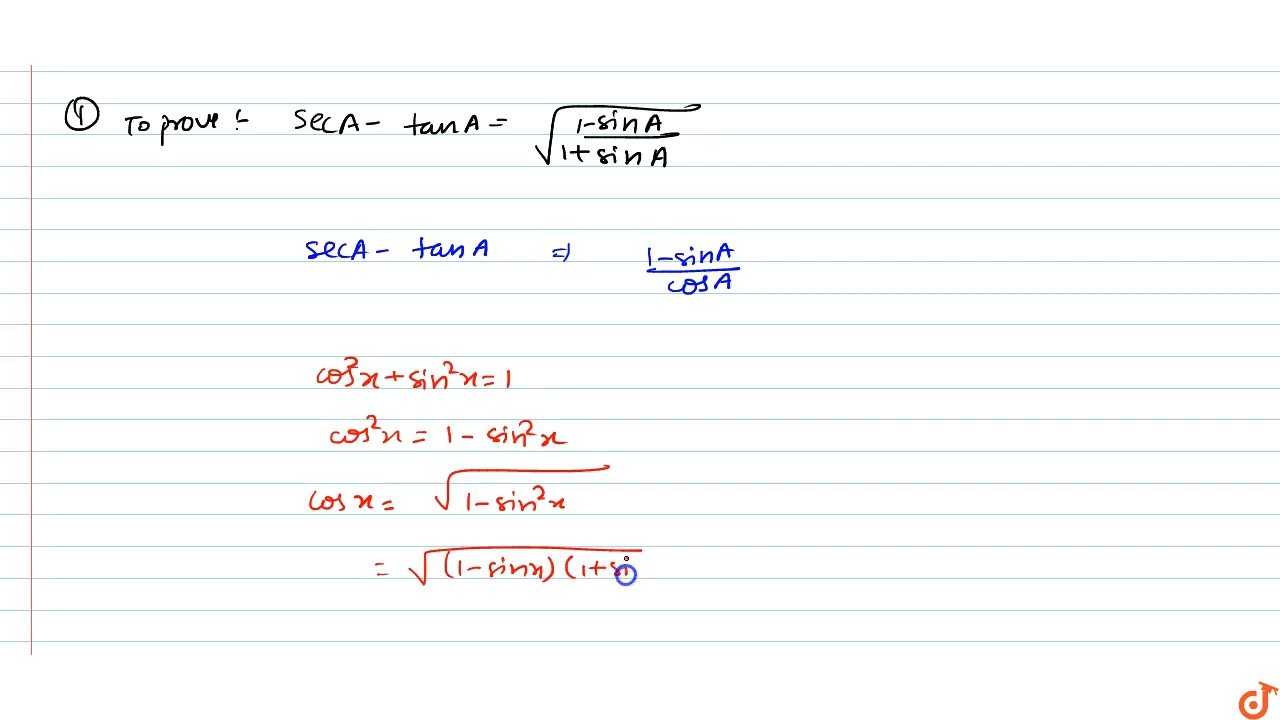 ① To prove :- secA - tanA = √(1-sinA / 1+sinA)
secA - tanA ⇒ 1-sinA / cosA
cos²x + sin²x = 1
cos²x = 1 - sin²x
cos x = √(1 - sin²x)
= √(1 - sinx) (1 + si